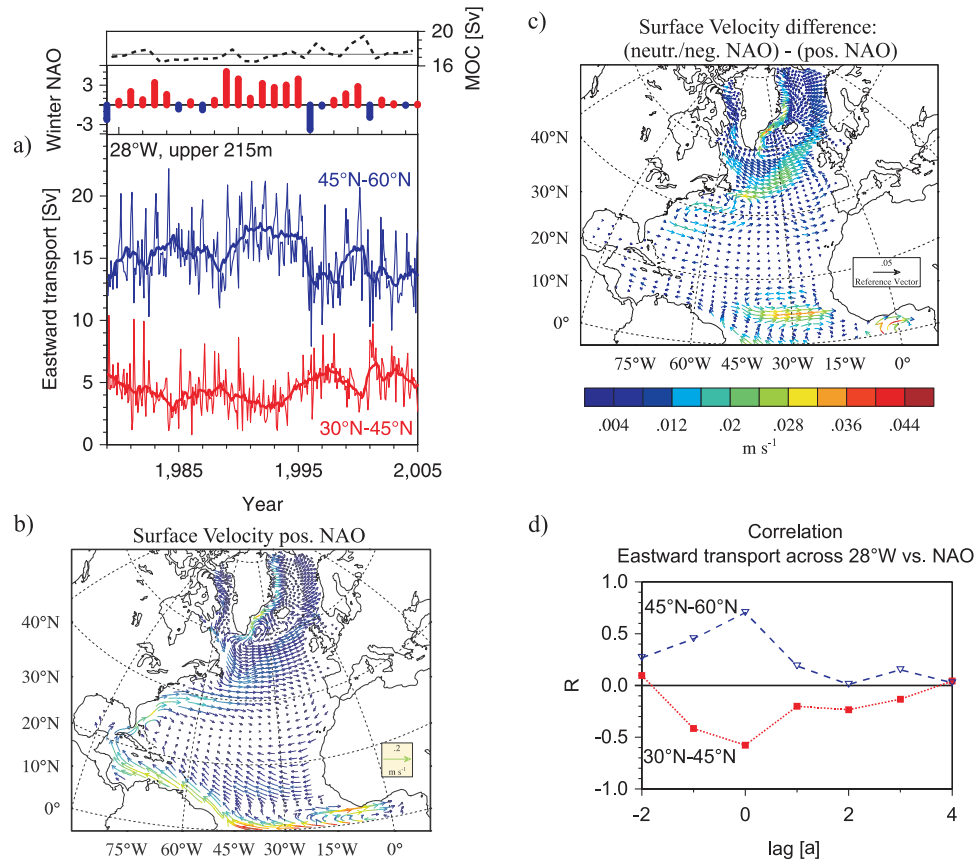 a)
MOC [Sv]
20
16
Winter NAO
3
-3
28°W, upper 215m
45°N-60°N
30°N-45°N
Eastward transport [Sv]
20
15
10
5
0
1,985
1,995
2,005
Year
b)
Surface Velocity pos. NAO
40°N
30°N
20°N
10°N
0°
.2
m s⁻¹
75°W 60°W 45°W 30°W 15°W 0°
c)
Surface Velocity difference:
(neutr./neg. NAO) - (pos. NAO)
40°N
30°N
20°N
10°N
0°
.05
Reference Vector
75°W 60°W 45°W 30°W 15°W 0°
.004 .012 .02 .028 .036 .044
m s⁻¹
d)
Correlation
Eastward transport across 28°W vs. NAO
1.0
0.5
0.0
-0.5
-1.0
R
45°N-60°N
30°N-45°N
-2 0 2 4
lag [a]